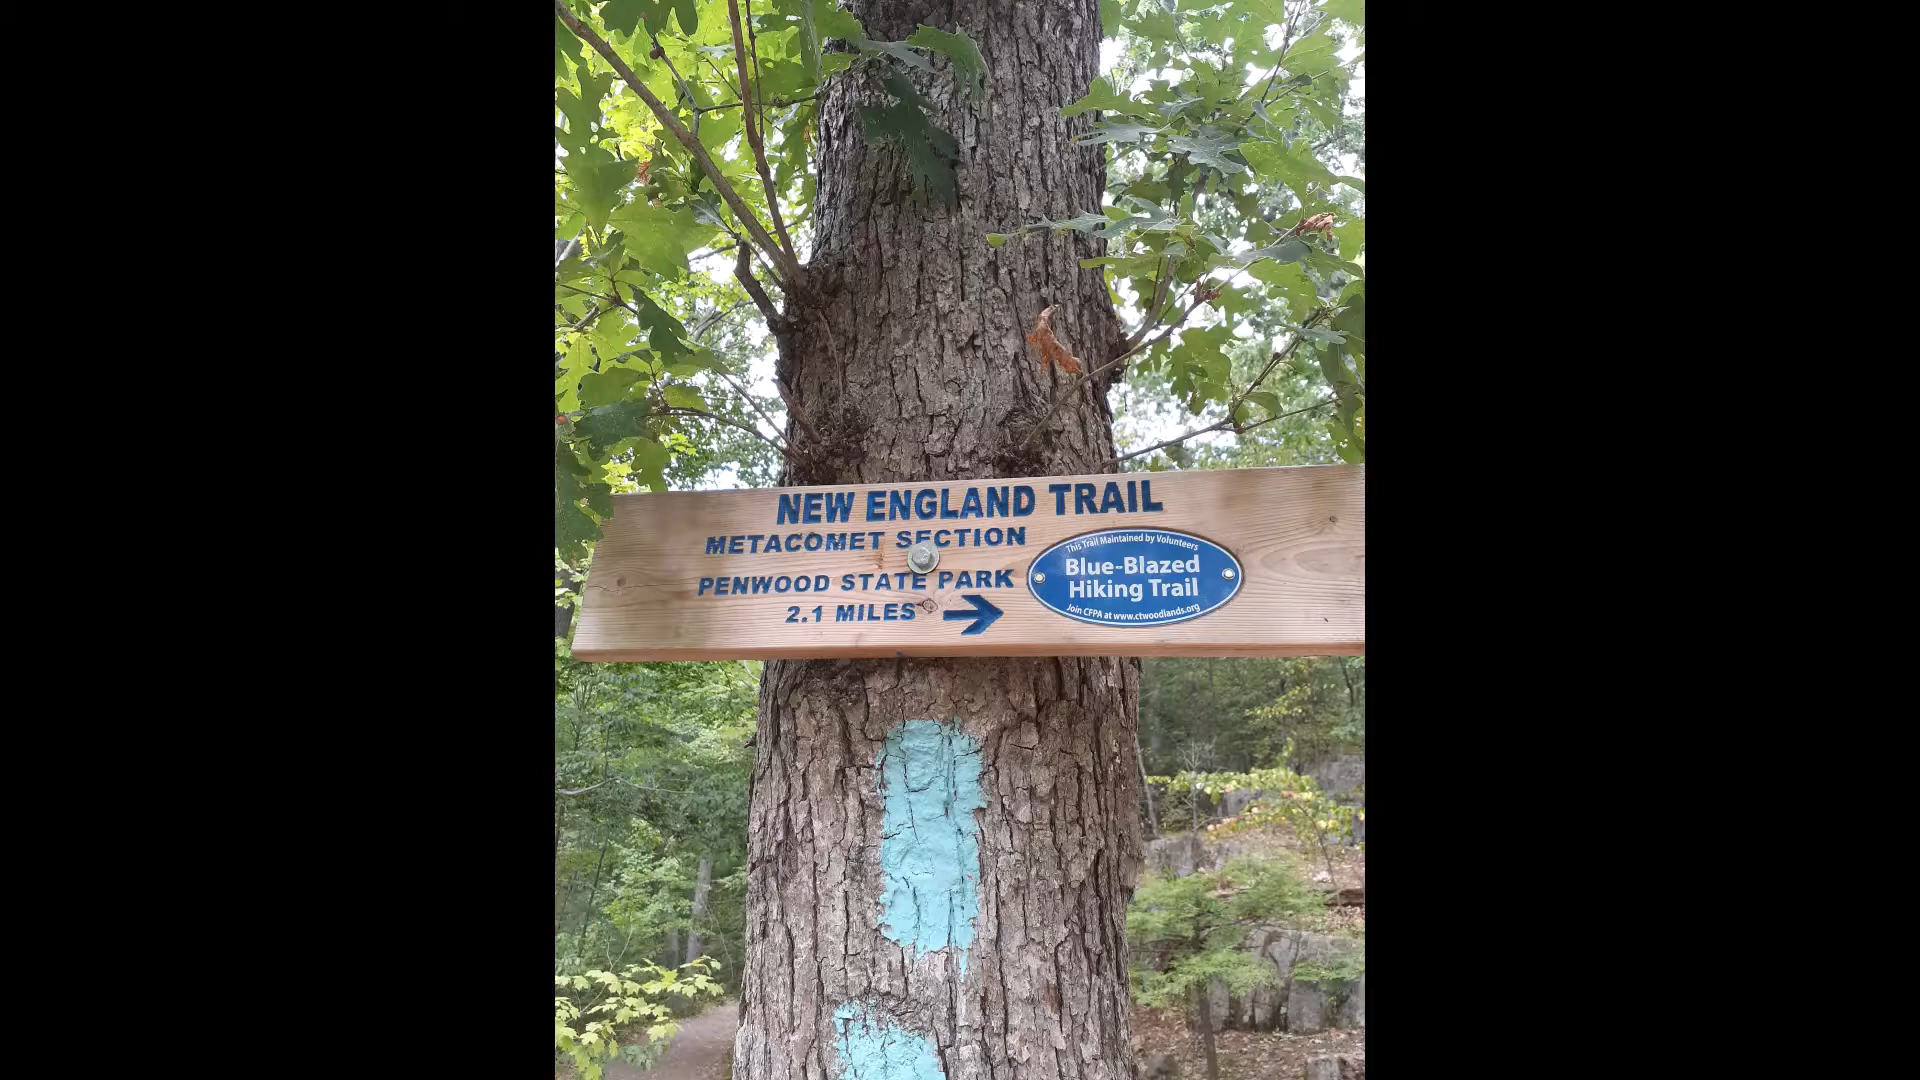 NEW ENGLAND TRAIL
METACOMET SECTION
PENWOOD STATE PARK
2.1 MILES
This Trail Maintained by Volunteers
Blue-Blazed
Hiking Trail
Join CFPA at www.ctwoodlands.org